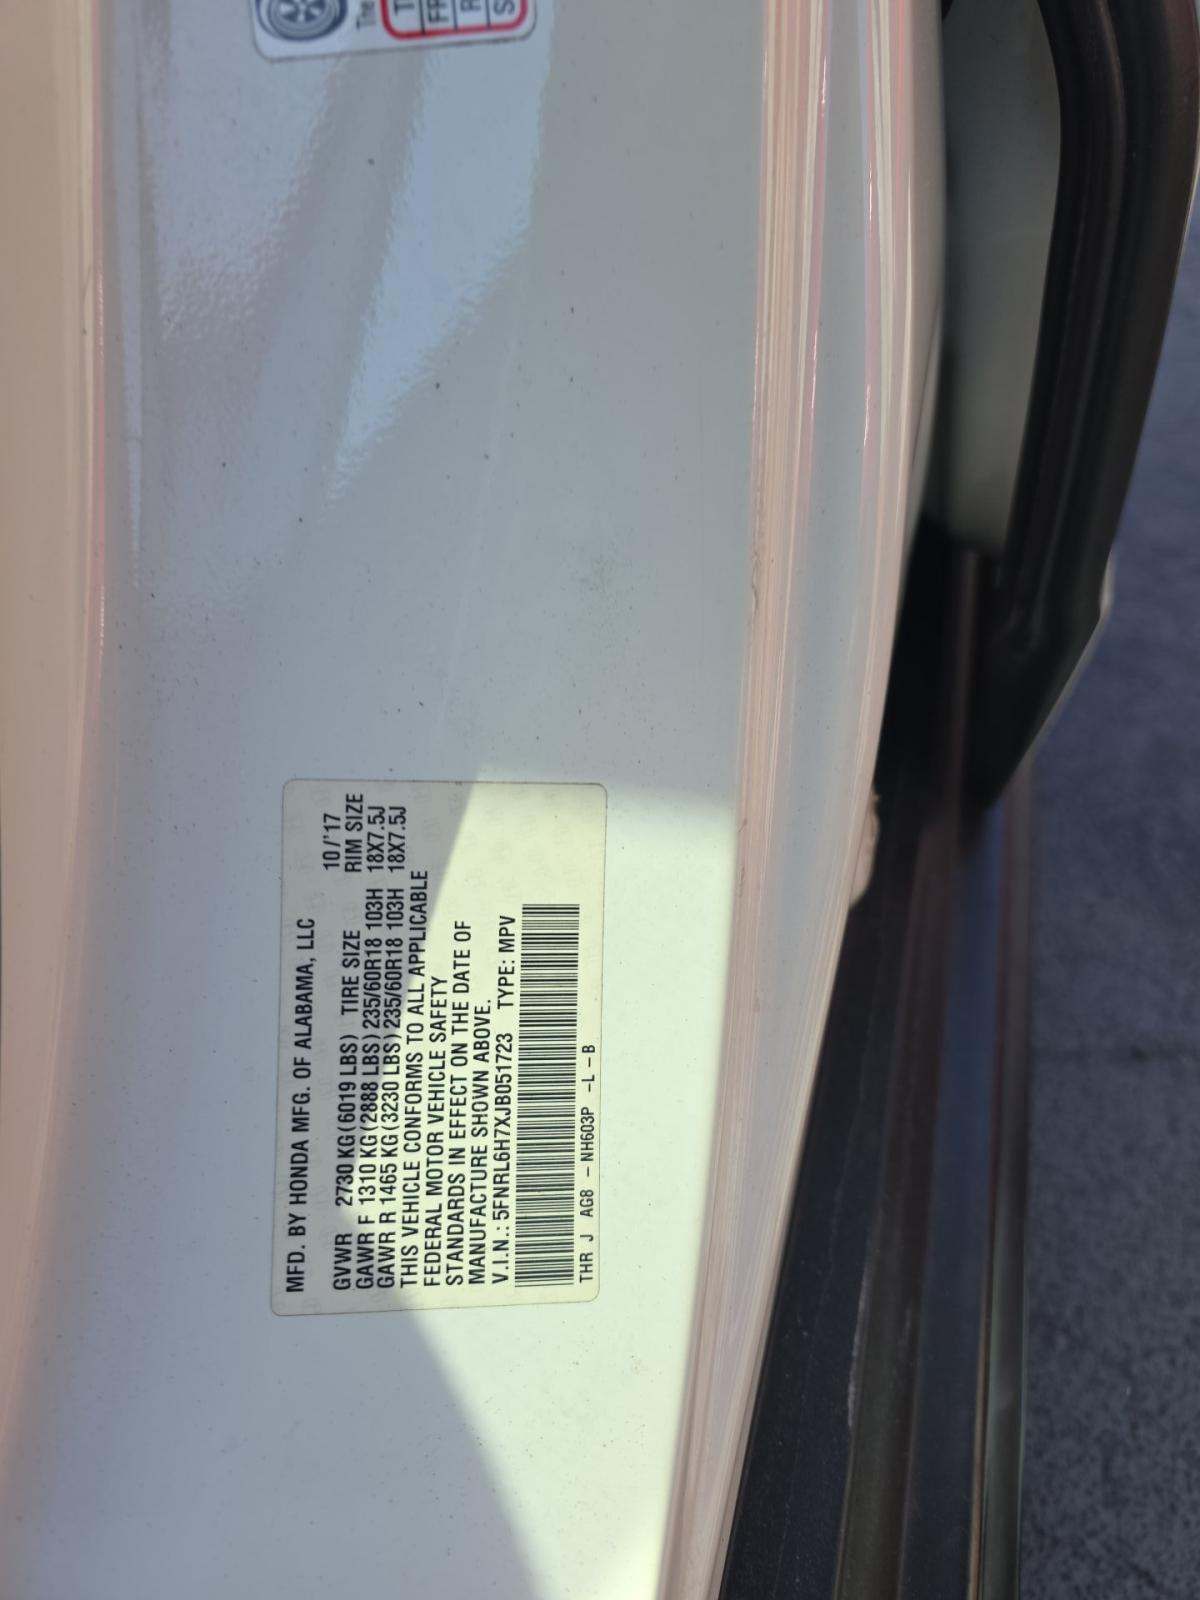 MFD. BY HONDA MFG. OF ALABAMA, LLC
10/'17
GVWR 2730 KG(6019 LBS) TIRE SIZE RIM SIZE
GAWR F 1310 KG(2888 LBS)235/60R18 103H 18X7.5J
GAWR R 1465 KG(3230 LBS)235/60R18 103H 18X7.5J
THIS VEHICLE CONFORMS TO ALL APPLICABLE
FEDERAL MOTOR VEHICLE SAFETY
STANDARDS IN EFFECT ON THE DATE OF
MANUFACTURE SHOWN ABOVE.
V.I.N.: 5FNRL6H7XJB051723 TYPE: MPV
THR J AG8 - NH603P -L - B